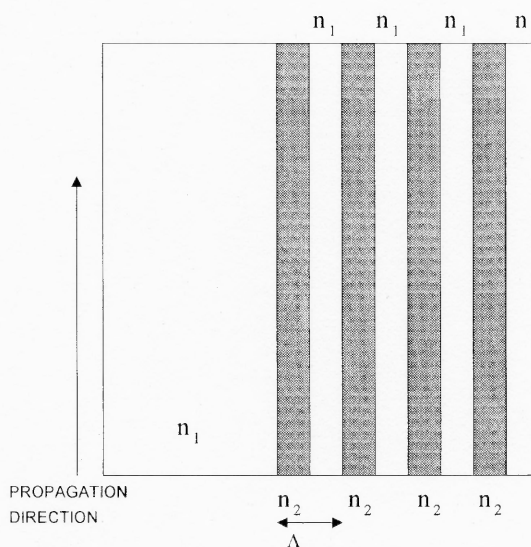 n₁ n₁ n₁ n
n₁
PROPAGATION
DIRECTION
n₂ n₂ n₂ n₂
Λ